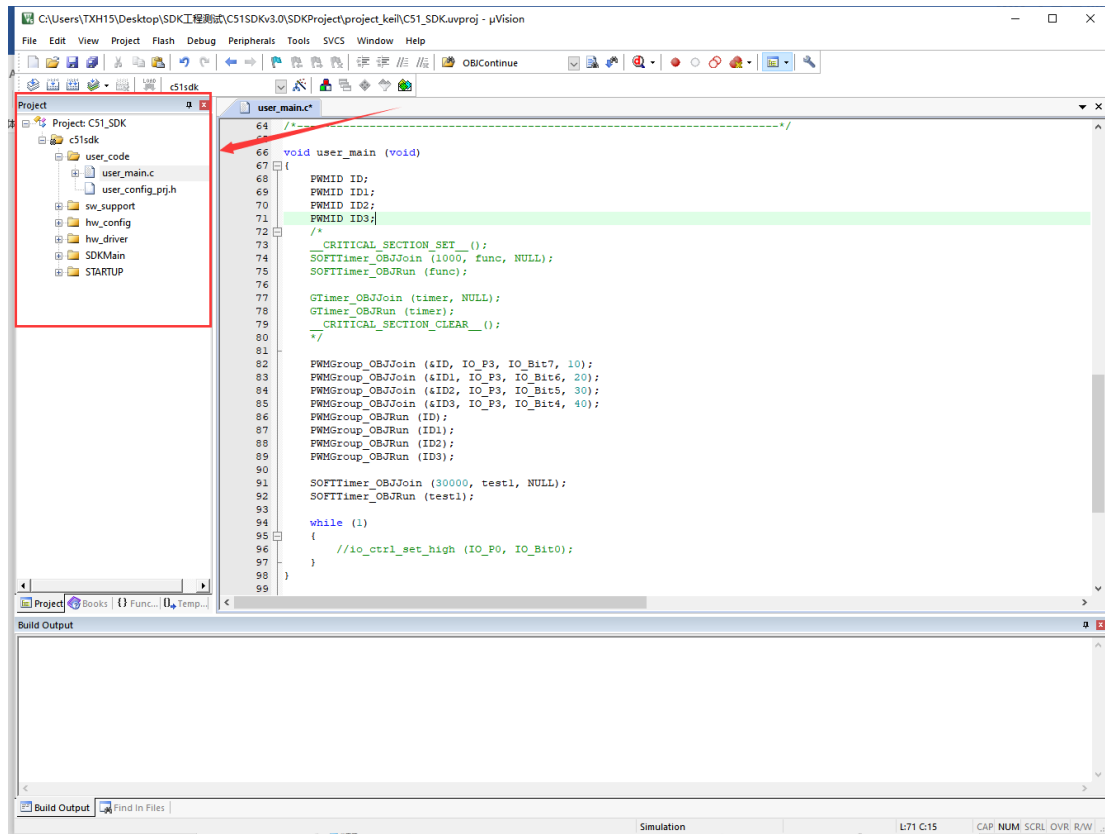 C:\Users\TXH15\Desktop\SDK工程测试\C51SDKv3.0\SDKProject\project_keil\C51_SDK.uvproj - µVision
File Edit View Project Flash Debug Peripherals Tools SVCS Window Help
OBJContinue
LOAD
c51sdk
Project
user_main.c*
Project: C51_SDK
c51sdk
user_code
user_main.c
user_config_prj.h
sw_support
hw_config
hw_driver
SDKMain
STARTUP
64 /*---------------------------------------------------------------------------*/
65
66 void user_main (void)
67 {
68 PWMID ID;
69 PWMID ID1;
70 PWMID ID2;
71 PWMID ID3;
72 /*
73 __CRITICAL_SECTION_SET__();
74 SOFTTimer_OBJJoin (1000, func, NULL);
75 SOFTTimer_OBJRun (func);
76
77 GTimer_OBJJoin (timer, NULL);
78 GTimer_OBJRun (timer);
79 __CRITICAL_SECTION_CLEAR__();
80 */
81
82 PWMGroup_OBJJoin (&ID, IO_P3, IO_Bit7, 10);
83 PWMGroup_OBJJoin (&ID1, IO_P3, IO_Bit6, 20);
84 PWMGroup_OBJJoin (&ID2, IO_P3, IO_Bit5, 30);
85 PWMGroup_OBJJoin (&ID3, IO_P3, IO_Bit4, 40);
86 PWMGroup_OBJRun (ID);
87 PWMGroup_OBJRun (ID1);
88 PWMGroup_OBJRun (ID2);
89 PWMGroup_OBJRun (ID3);
90
91 SOFTTimer_OBJJoin (30000, test1, NULL);
92 SOFTTimer_OBJRun (test1);
93
94 while (1)
95 {
96 //io_ctrl_set_high (IO_P0, IO_Bit0);
97 }
98 }
99
Project Books {} Func... Temp...
Build Output
Build Output Find In Files
Simulation L:71 C:15 CAP NUM SCRL OVR R/W